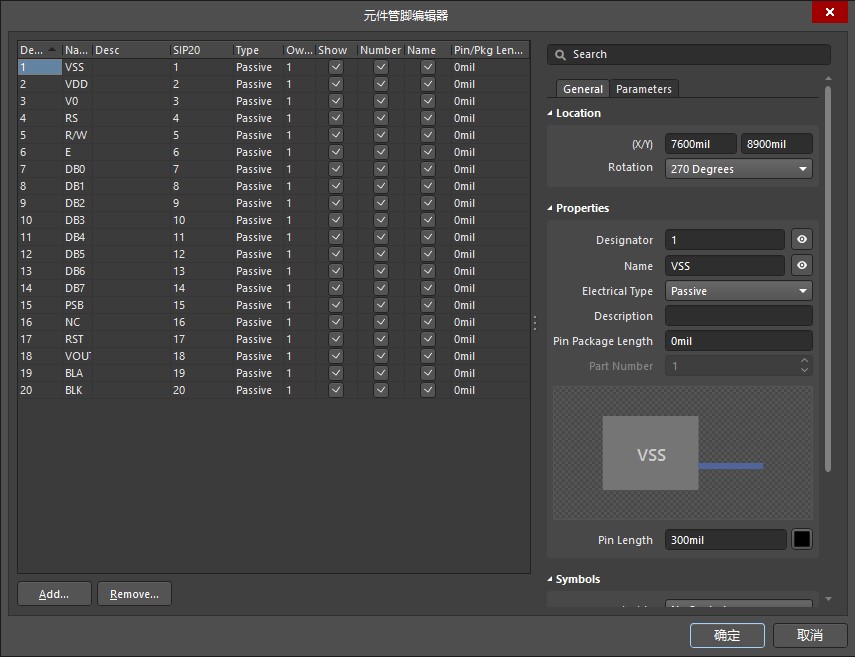 元件管脚编辑器
De... Na... Desc SIP20 Type Ow... Show Number Name Pin/Pkg Len...
1 VSS 1 Passive 1 0mil
2 VDD 2 Passive 1 0mil
3 V0 3 Passive 1 0mil
4 RS 4 Passive 1 0mil
5 R/W 5 Passive 1 0mil
6 E 6 Passive 1 0mil
7 DB0 7 Passive 1 0mil
8 DB1 8 Passive 1 0mil
9 DB2 9 Passive 1 0mil
10 DB3 10 Passive 1 0mil
11 DB4 11 Passive 1 0mil
12 DB5 12 Passive 1 0mil
13 DB6 13 Passive 1 0mil
14 DB7 14 Passive 1 0mil
15 PSB 15 Passive 1 0mil
16 NC 16 Passive 1 0mil
17 RST 17 Passive 1 0mil
18 VOUT 18 Passive 1 0mil
19 BLA 19 Passive 1 0mil
20 BLK 20 Passive 1 0mil
Add...
Remove...
Search
General Parameters
Location
(X/Y) 7600mil 8900mil
Rotation 270 Degrees
Properties
Designator 1
Name VSS
Electrical Type Passive
Description
Pin Package Length 0mil
Part Number 1
VSS
Pin Length 300mil
Symbols
确定
取消